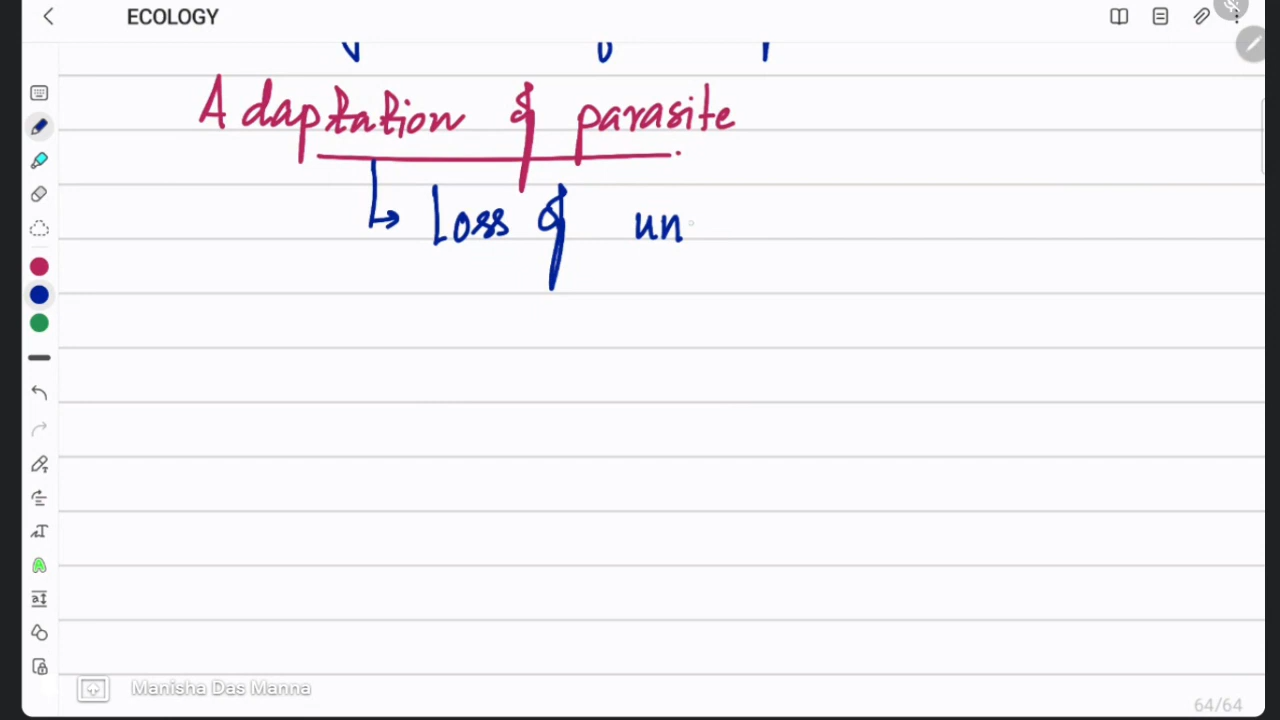 ECOLOGY
Adaptation of parasite
↳ Loss of un
Manisha Das Manna
64/64